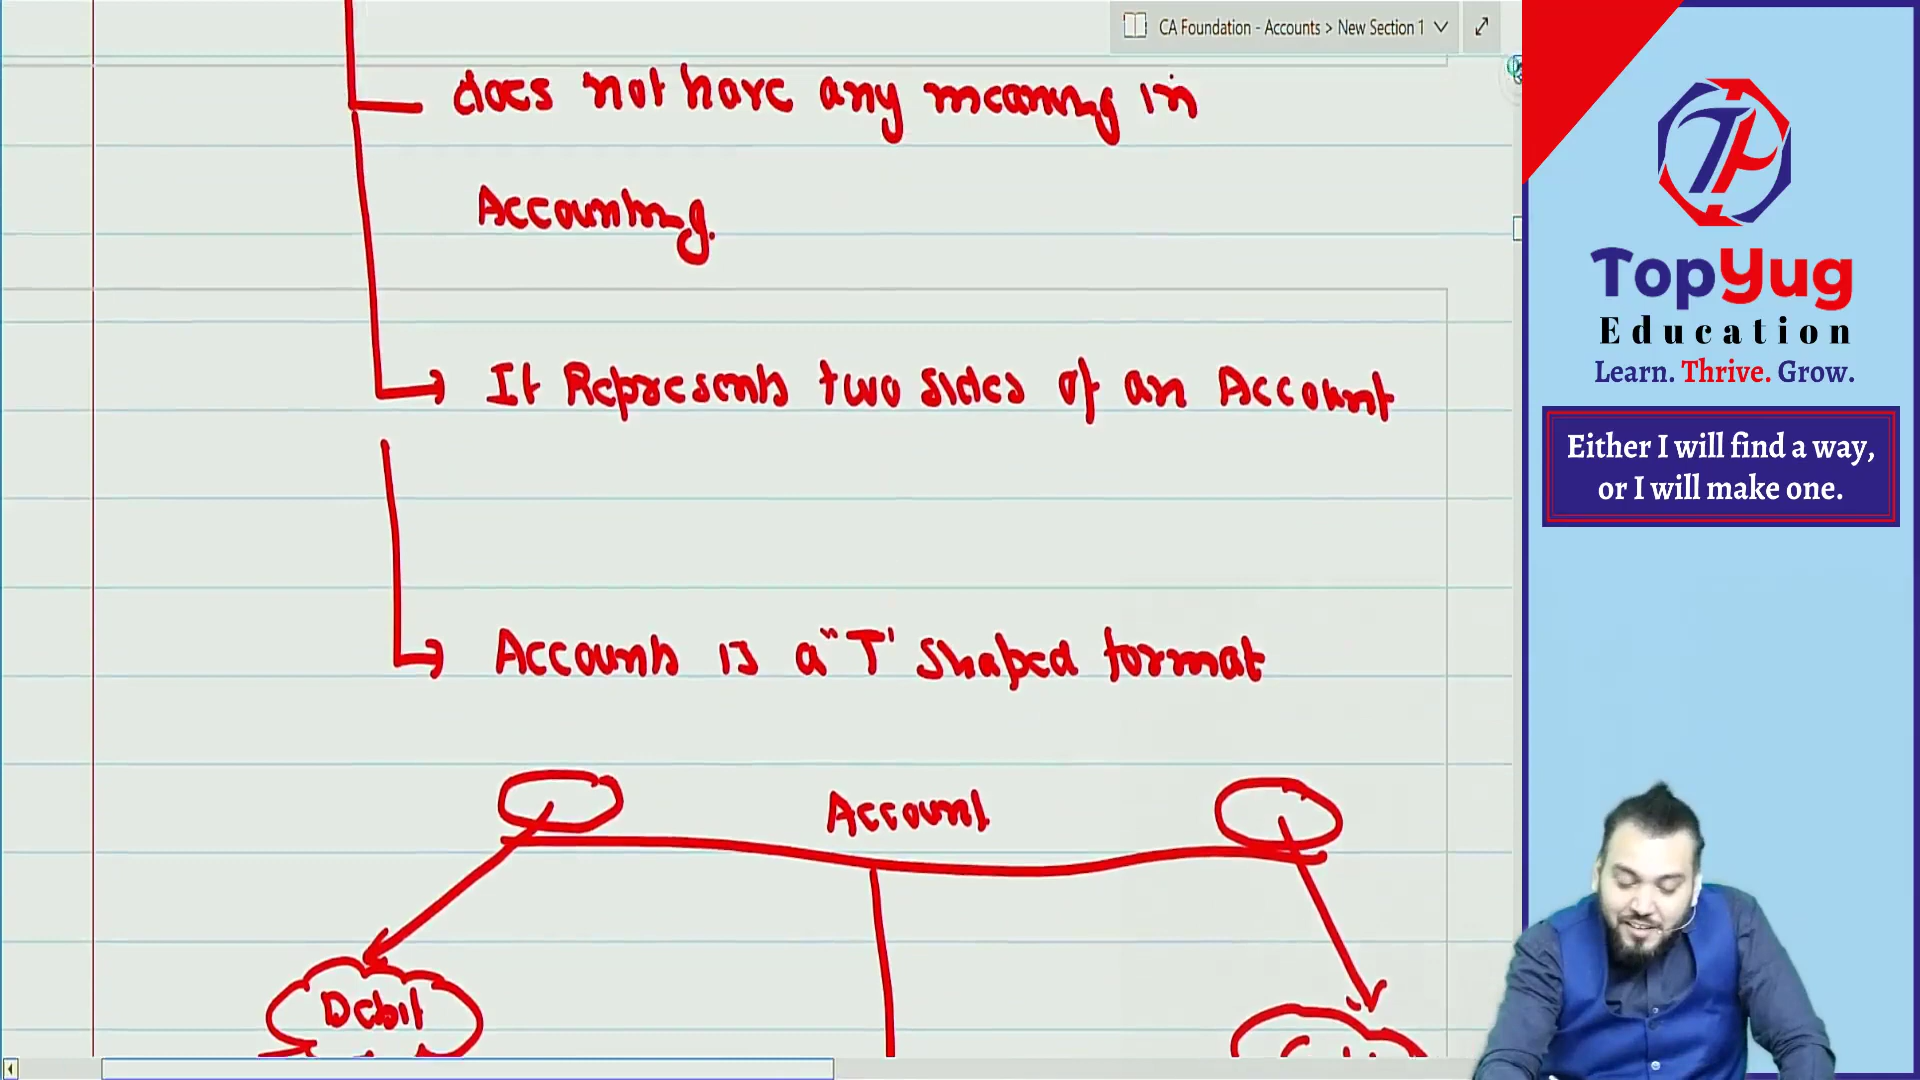 CA Foundation - Accounts > New Section 1
does not have any meaning in
Accounting.
It Represents two sides of an Account
Accounts is a "T' shaped format
Account
Debit
TopYug
Education
Learn. Thrive. Grow.
Either I will find a way,
or I will make one.